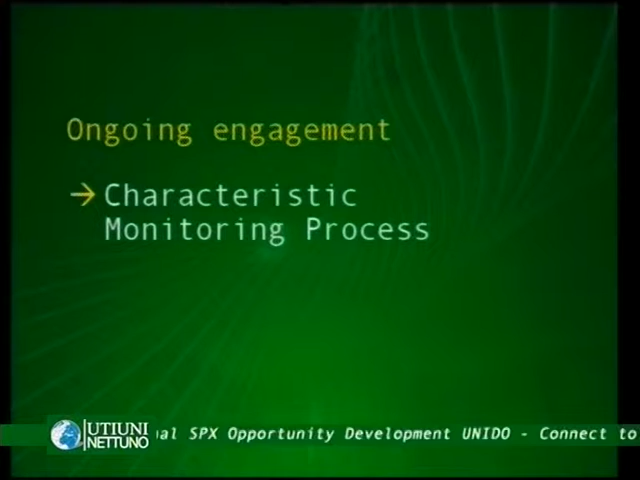 Ongoing engagement
→ Characteristic
Monitoring Process
UTIUNI
NETTUNO
al SPX Opportunity Development UNIDO - Connect to